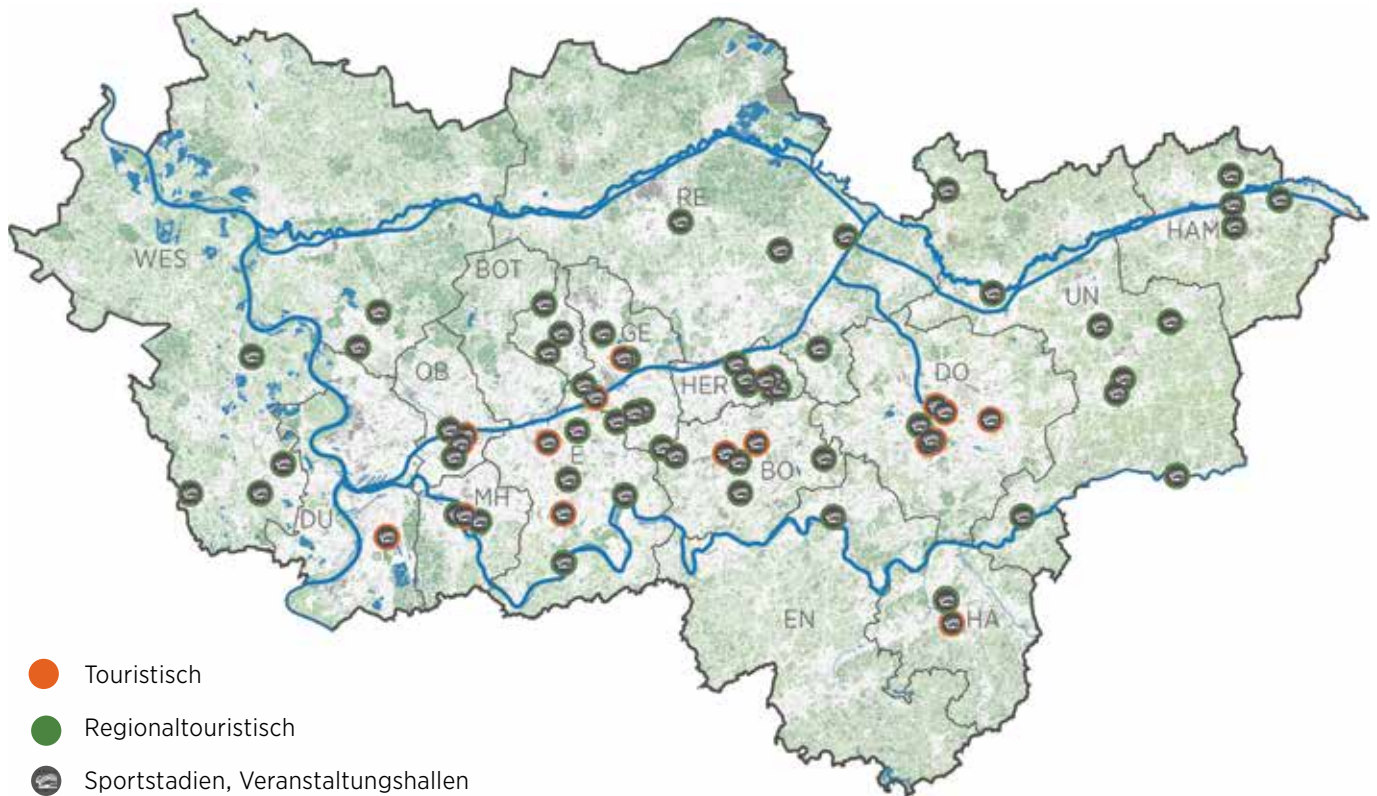 RE
HAM
WES
BOT
UN
GE
OB
HER
DO
E
BO
MH
DU
EN
HA
Touristisch
Regionaltouristisch
Sportstadien, Veranstaltungshallen